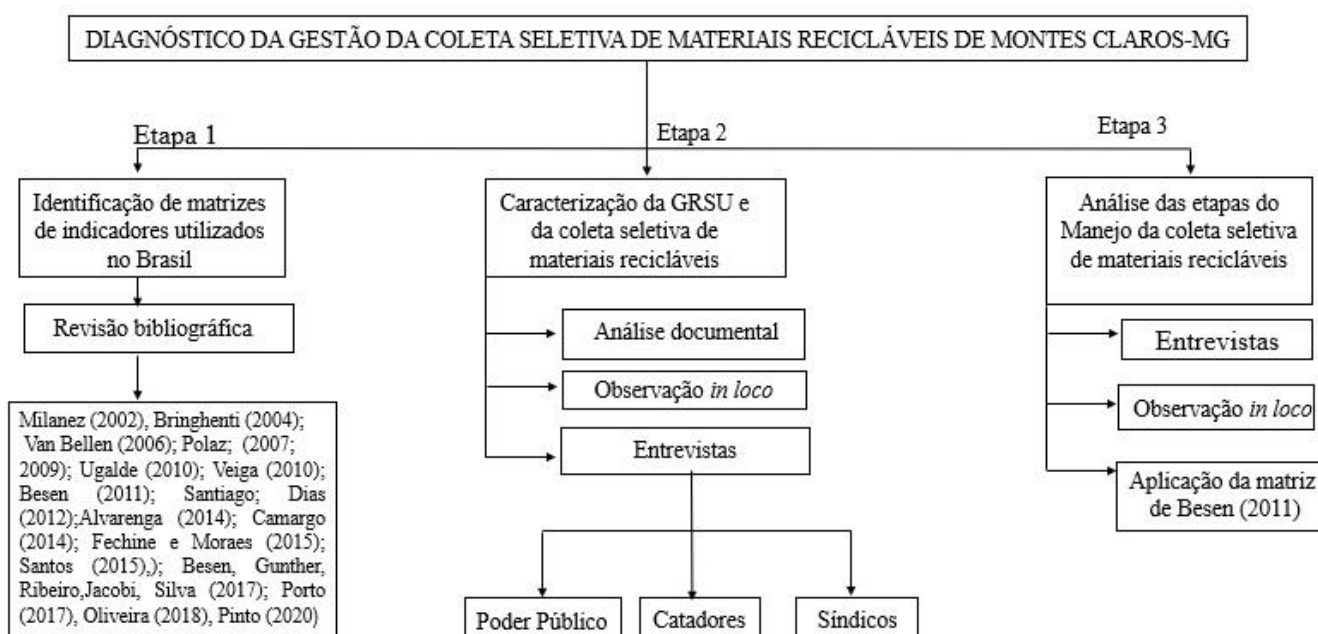 DIAGNÓSTICO DA GESTÃO DA COLETA SELETIVA DE MATERIAIS RECICLÁVEIS DE MONTES CLAROS-MG
Etapa 1
Identificação de matrizes
de indicadores utilizados
no Brasil
Revisão bibliográfica
Milanez (2002), Bringhenti (2004);
Van Bellen (2006); Polaz; (2007;
2009); Ugalde (2010); Veiga (2010);
Besen (2011); Santiago; Dias
(2012);Alvarenga (2014); Camargo
(2014); Fechine e Moraes (2015);
Santos (2015),); Besen, Gunther,
Ribeiro,Jacobi, Silva (2017); Porto
(2017), Oliveira (2018), Pinto (2020)
Etapa 2
Caracterização da GRSU e
da coleta seletiva de
materiais recicláveis
Análise documental
Observação in loco
Entrevistas
Poder Público
Catadores
Síndicos
Etapa 3
Análise das etapas do
Manejo da coleta seletiva
de materiais recicláveis
Entrevistas
Observação in loco
Aplicação da matriz
de Besen (2011)